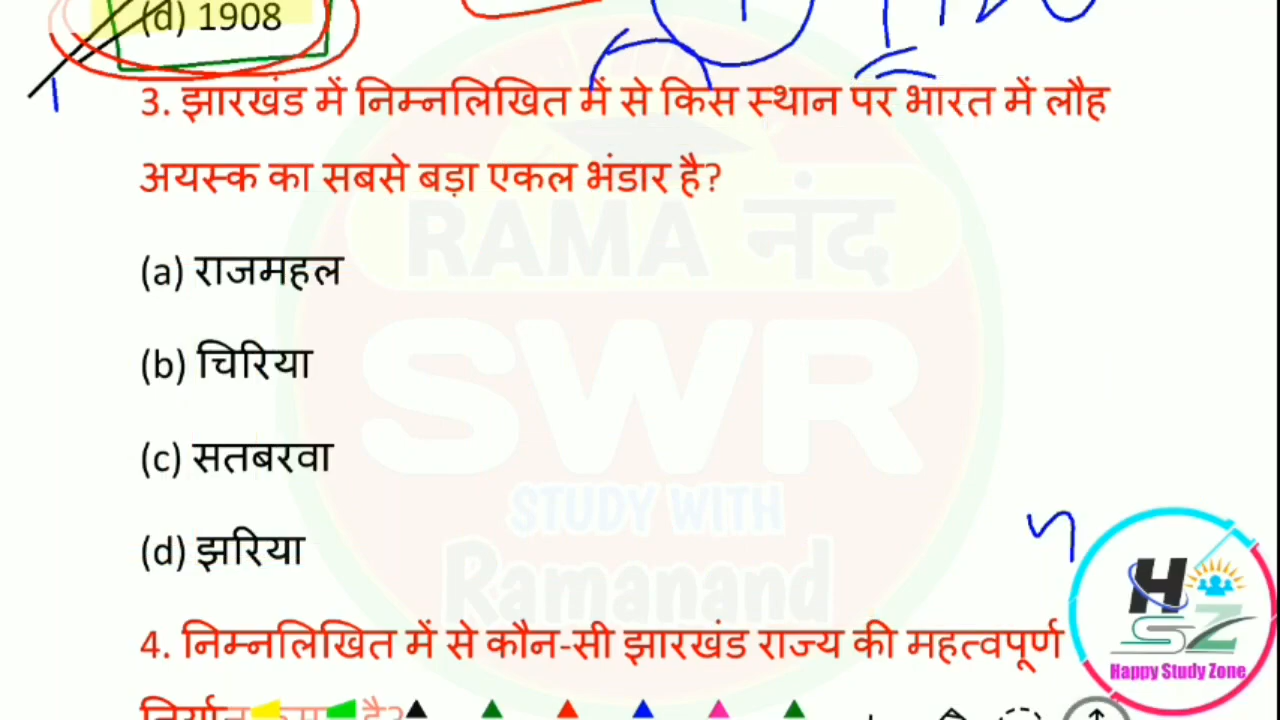 (d) 1908
3. झारखंड में निम्नलिखित में से किस स्थान पर भारत में लौह
अयस्क का सबसे बड़ा एकल भंडार है?
RAMA नंद
(a) राजमहल
(b) चिरिया
SWR
(c) सतबरवा
STUDY WITH
(d) झरिया
Ramanand
H
SZ
4. निम्नलिखित में से कौन-सी झारखंड राज्य की महत्वपूर्ण
Happy Study Zone
है?